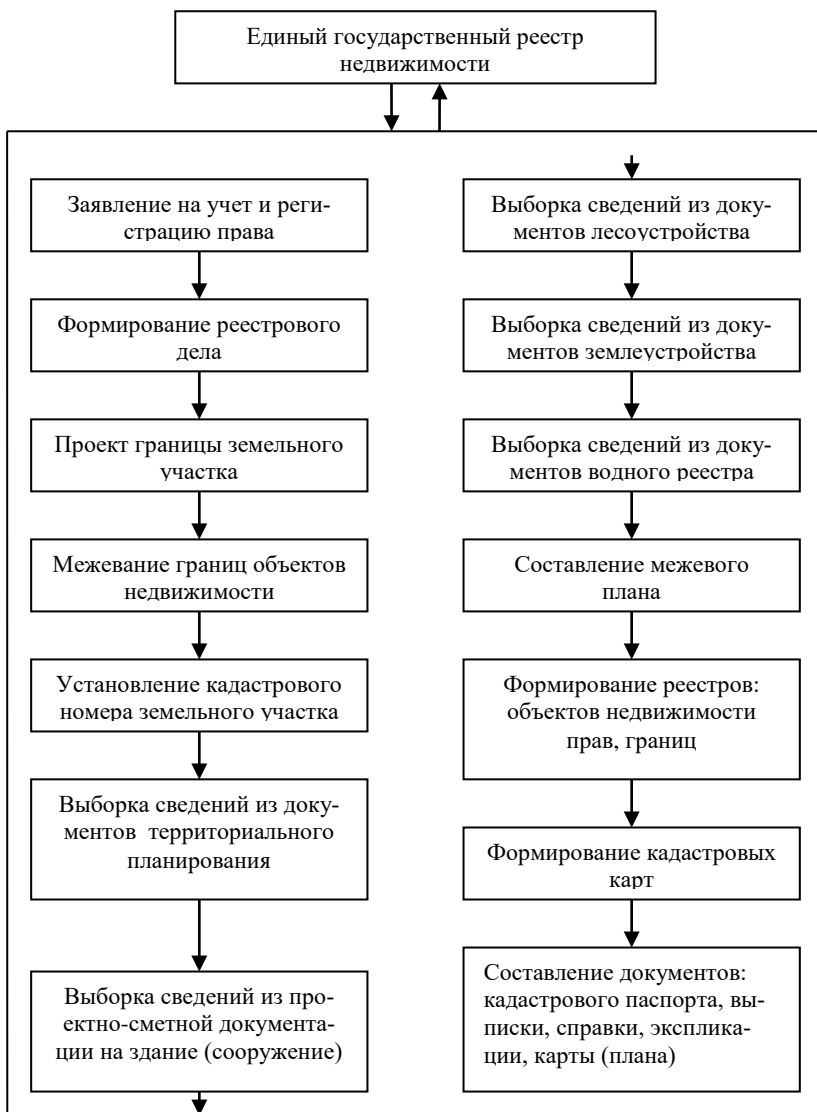 Единый государственный реестр
недвижимости
Заявление на учет и реги-
страцию права
Формирование реестрового
дела
Проект границы земельного
участка
Межевание границ объектов
недвижимости
Установление кадастрового
номера земельного участка
Выборка сведений из доку-
ментов территориального
планирования
Выборка сведений из про-
ектно-сметной документа-
ции на здание (сооружение)
Выборка сведений из доку-
ментов лесоустройства
Выборка сведений из доку-
ментов землеустройства
Выборка сведений из доку-
ментов водного реестра
Составление межевого
плана
Формирование реестров:
объектов недвижимости
прав, границ
Формирование кадастровых
карт
Составление документов:
кадастрового паспорта, вы-
писки, справки, эксплика-
ции, карты (плана)